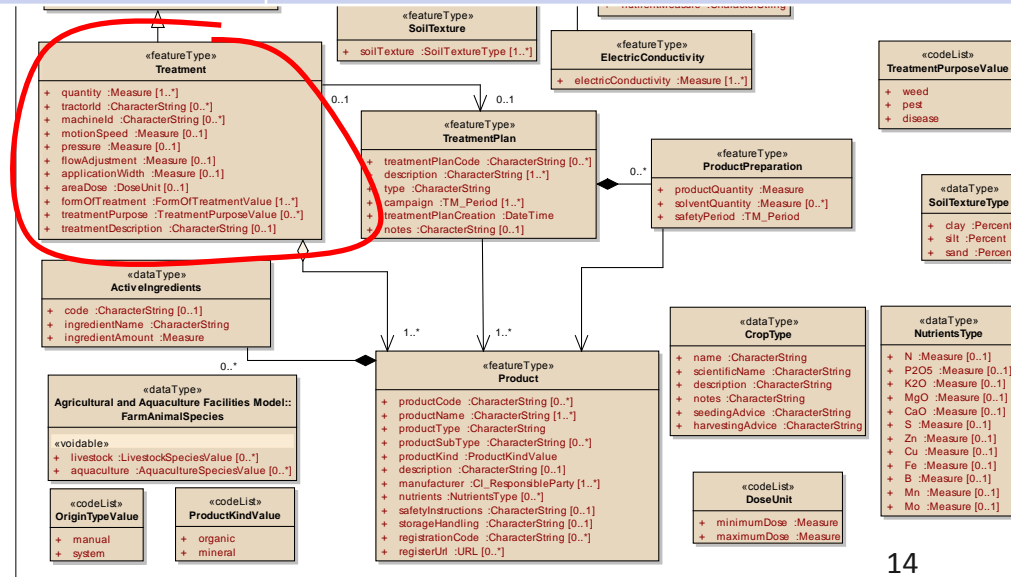 «featureType»
Treatment
+ quantity :Measure [1..*]
+ tractorId :CharacterString [0..*]
+ machineId :CharacterString [0..*]
+ motionSpeed :Measure [0..1]
+ pressure :Measure [0..1]
+ flowAdjustment :Measure [0..1]
+ applicationWidth :Measure [0..1]
+ areaDose :DoseUnit [0..1]
+ formOfTreatment :FormOfTreatmentValue [1..*]
+ treatmentPurpose :TreatmentPurposeValue [0..*]
+ treatmentDescription :CharacterString [0..1]
«featureType»
SoilTexture
+ soilTexture :SoilTextureType [1..*]
«featureType»
ElectricConductivity
+ electricConductivity :Measure [1..*]
«codeList»
TreatmentPurposeValue
+ weed
+ pest
+ disease
0..1
0..1
«featureType»
TreatmentPlan
+ treatmentPlanCode :CharacterString [0..*]
+ description :CharacterString [1..*]
+ type :CharacterString
+ campaign :TM_Period [1..*]
+ treatmentPlanCreation :DateTime
+ notes :CharacterString [0..1]
0..*
«featureType»
ProductPreparation
+ productQuantity :Measure
+ solventQuantity :Measure [0..*]
+ safetyPeriod :TM_Period
«dataType»
SoilTextureType
+ clay :Percent
+ silt :Percent
+ sand :Percen
«dataType»
ActiveIngredients
+ code :CharacterString [0..1]
+ ingredientName :CharacterString
+ ingredientAmount :Measure
0..*
1..*
1..*
«featureType»
Product
+ productCode :CharacterString [0..*]
+ productName :CharacterString [1..*]
+ productType :CharacterString
+ productSubType :CharacterString [0..*]
+ productKind :ProductKindValue
+ description :CharacterString [0..1]
+ manufacturer :CI_ResponsibleParty [1..*]
+ nutrients :NutrientsType [0..*]
+ safetyInstructions :CharacterString [0..1]
+ storageHandling :CharacterString [0..1]
+ registrationCode :CharacterString [0..*]
+ registerUrl :URL [0..*]
«dataType»
CropType
+ name :CharacterString
+ scientificName :CharacterString
+ description :CharacterString
+ notes :CharacterString
+ seedingAdvice :CharacterString
+ harvestingAdvice :CharacterString
«dataType»
NutrientsType
+ N :Measure [0..1]
+ P2O5 :Measure [0..1]
+ K2O :Measure [0..1]
+ MgO :Measure [0..1]
+ CaO :Measure [0..1]
+ S :Measure [0..1]
+ Zn :Measure [0..1]
+ Cu :Measure [0..1]
+ Fe :Measure [0..1]
+ B :Measure [0..1]
+ Mn :Measure [0..1]
+ Mo :Measure [0..1]
«dataType»
Agricultural and Aquaculture Facilities Model::
FarmAnimalSpecies
«voidable»
+ livestock :LivestockSpeciesValue [0..*]
+ aquaculture :AquacultureSpeciesValue [0..*]
«codeList»
OriginTypeValue
+ manual
+ system
«codeList»
ProductKindValue
+ organic
+ mineral
«codeList»
DoseUnit
+ minimumDose :Measure
+ maximumDose :Measure
14